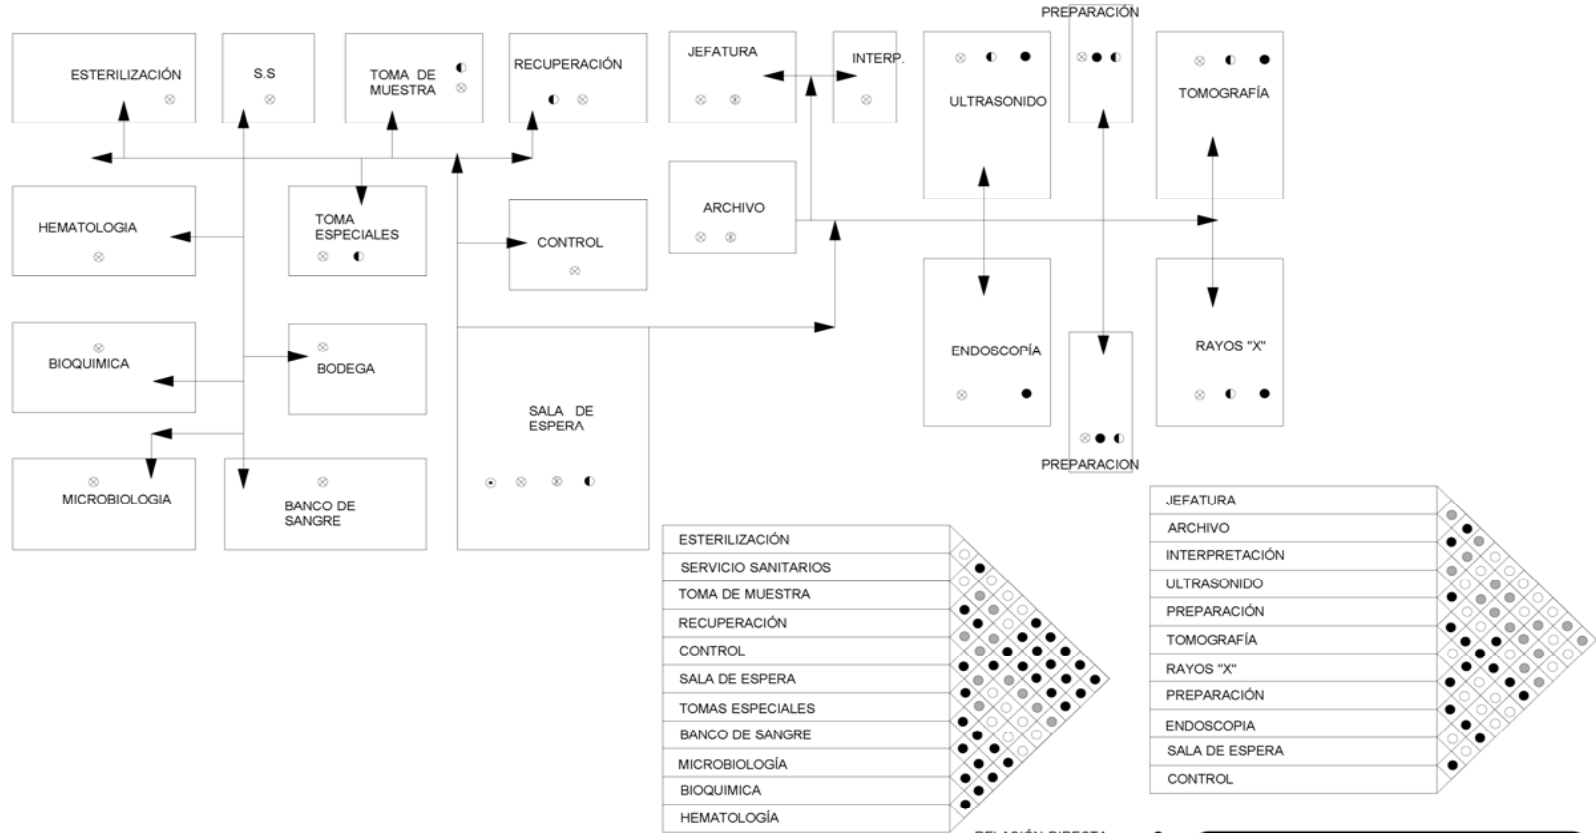 ESTERILIZACIÓN
S.S
TOMA DE
MUESTRA
RECUPERACIÓN
JEFATURA
INTERP.
ULTRASONIDO
PREPARACIÓN
TOMOGRAFÍA
HEMATOLOGIA
TOMA
ESPECIALES
CONTROL
ARCHIVO
BIOQUIMICA
BODEGA
SALA DE
ESPERA
ENDOSCOPÍA
RAYOS "X"
PREPARACION
MICROBIOLOGIA
BANCO DE
SANGRE
ESTERILIZACIÓN
SERVICIO SANITARIOS
TOMA DE MUESTRA
RECUPERACIÓN
CONTROL
SALA DE ESPERA
TOMAS ESPECIALES
BANCO DE SANGRE
MICROBIOLOGÍA
BIOQUIMICA
HEMATOLOGÍA
JEFATURA
ARCHIVO
INTERPRETACIÓN
ULTRASONIDO
PREPARACIÓN
TOMOGRAFÍA
RAYOS "X"
PREPARACIÓN
ENDOSCOPIA
SALA DE ESPERA
CONTROL
RELACIÓN DIRECTA